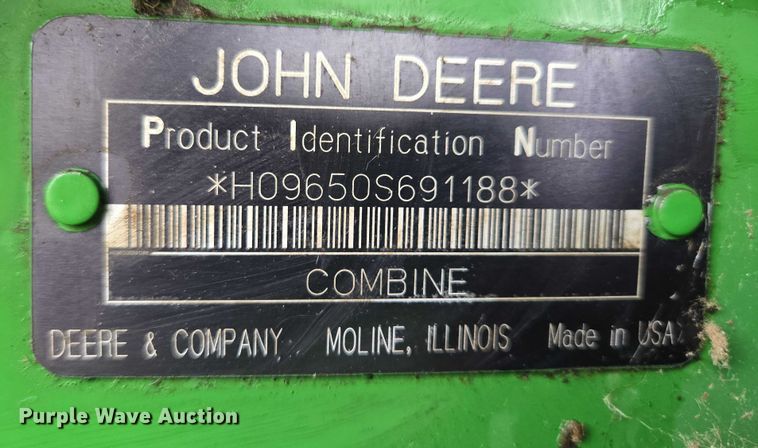 JOHN DEERE
Product Identification Number
*H09650S691188*
COMBINE
DEERE & COMPANY MOLINE, ILLINOIS Made in USA
Purple Wave Auction